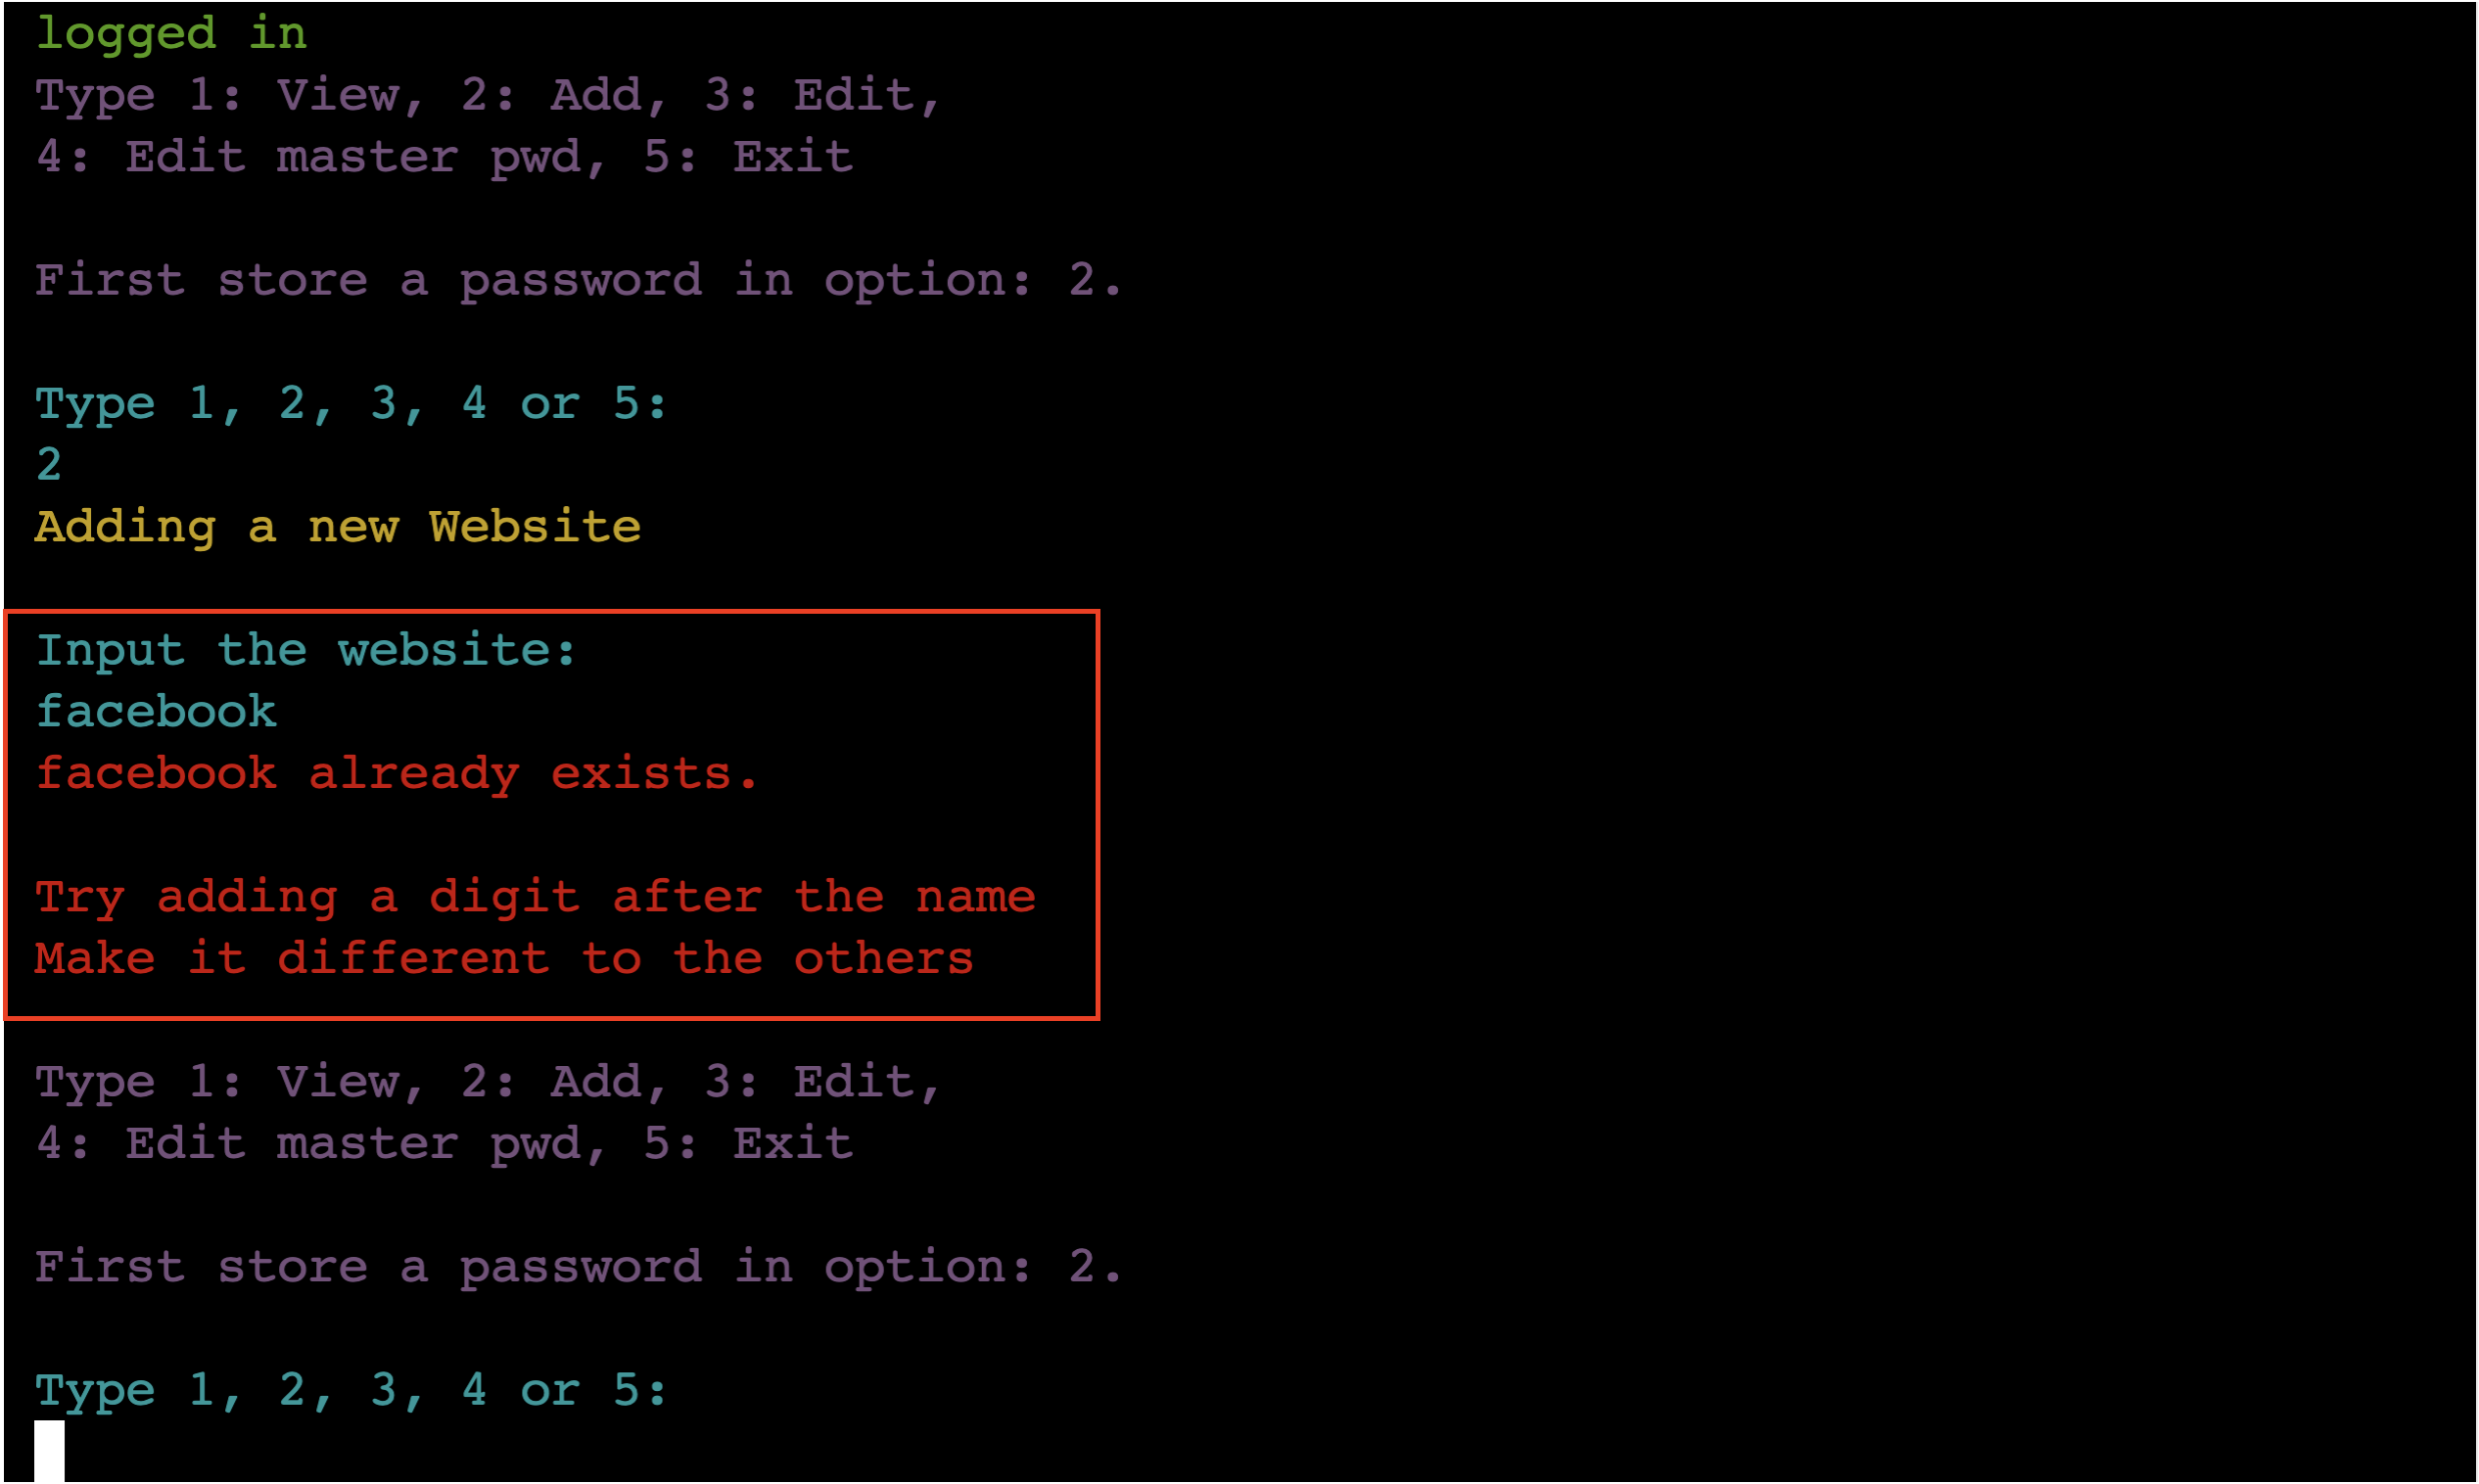 logged in
Type 1: View, 2: Add, 3: Edit,
4: Edit master pwd, 5: Exit
First store a password in option: 2.
Type 1, 2, 3, 4 or 5:
2
Adding a new Website
Input the website:
facebook
facebook already exists.
Try adding a digit after the name
Make it different to the others
Type 1: View, 2: Add, 3: Edit,
4: Edit master pwd, 5: Exit
First store a password in option: 2.
Type 1, 2, 3, 4 or 5: